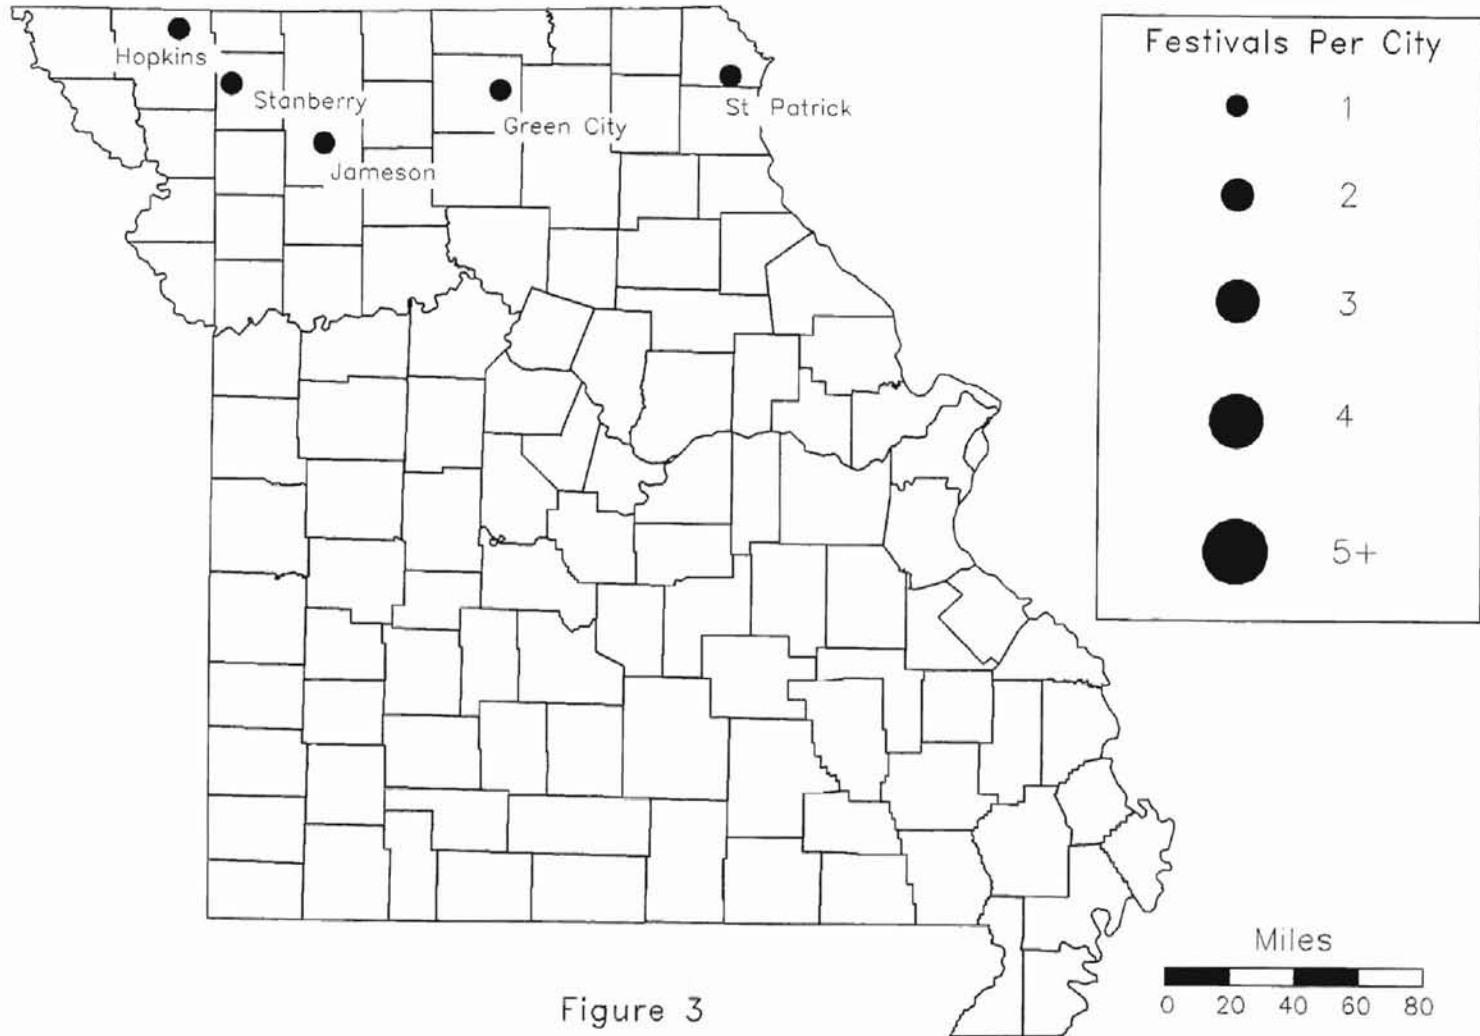 Hopkins
Stanberry
Jameson
Green City
St Patrick
Festivals Per City
1
2
3
4
5+
Miles
0 20 40 60 80
Figure 3